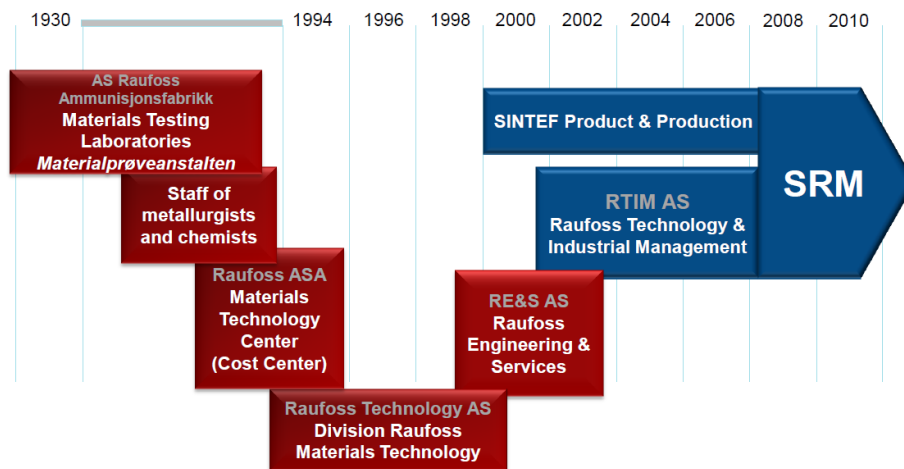 1930 1994 1996 1998 2000 2002 2004 2006 2008 2010
AS Raufoss
Ammunisjonsfabrikk
Materials Testing
Laboratories
Materialprøveanstalten
Staff of
metallurgists
and chemists
Raufoss ASA
Materials
Technology
Center
(Cost Center)
Raufoss Technology AS
Division Raufoss
Materials Technology
RE&S AS
Raufoss
Engineering &
Services
SINTEF Product & Production
RTIM AS
Raufoss Technology &
Industrial Management
SRM